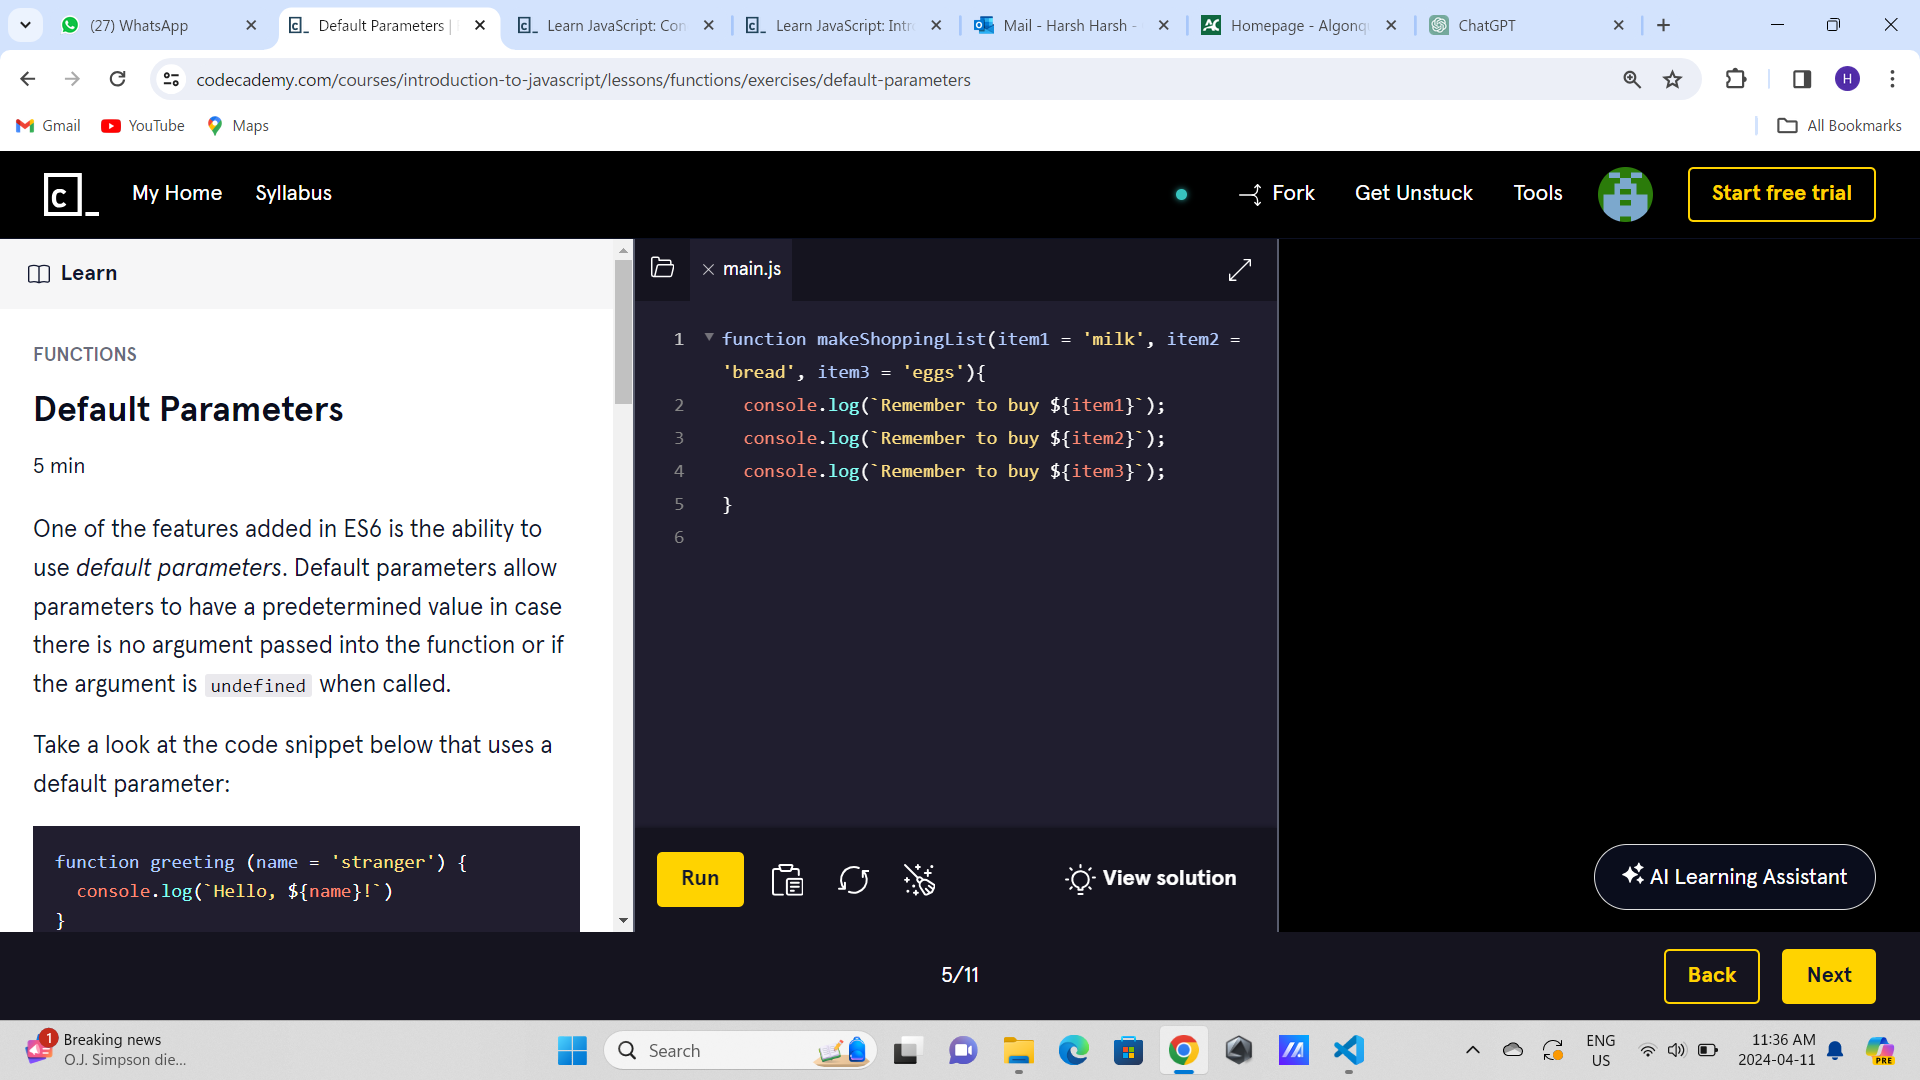 (27) WhatsApp
Default Parameters |
Learn JavaScript: Con
Learn JavaScript: Intr
Mail - Harsh Harsh -
Homepage - Algonq
ChatGPT
codecademy.com/courses/introduction-to-javascript/lessons/functions/exercises/default-parameters
H
Gmail
YouTube
Maps
All Bookmarks
c_
My Home
Syllabus
Fork
Get Unstuck
Tools
Start free trial
Learn
FUNCTIONS
Default Parameters
5 min
One of the features added in ES6 is the ability to
use default parameters. Default parameters allow
parameters to have a predetermined value in case
there is no argument passed into the function or if
the argument is undefined when called.
Take a look at the code snippet below that uses a
default parameter:
function greeting (name = 'stranger') {
console.log(`Hello, ${name}!`)
}
main.js
1 function makeShoppingList(item1 = 'milk', item2 =
'bread', item3 = 'eggs'){
2 console.log(`Remember to buy ${item1}`);
3 console.log(`Remember to buy ${item2}`);
4 console.log(`Remember to buy ${item3}`);
5 }
6
Run
View solution
AI Learning Assistant
5/11
Back
Next
1
Breaking news
O.J. Simpson die...
Search
ENG
US
11:36 AM
2024-04-11
PRE